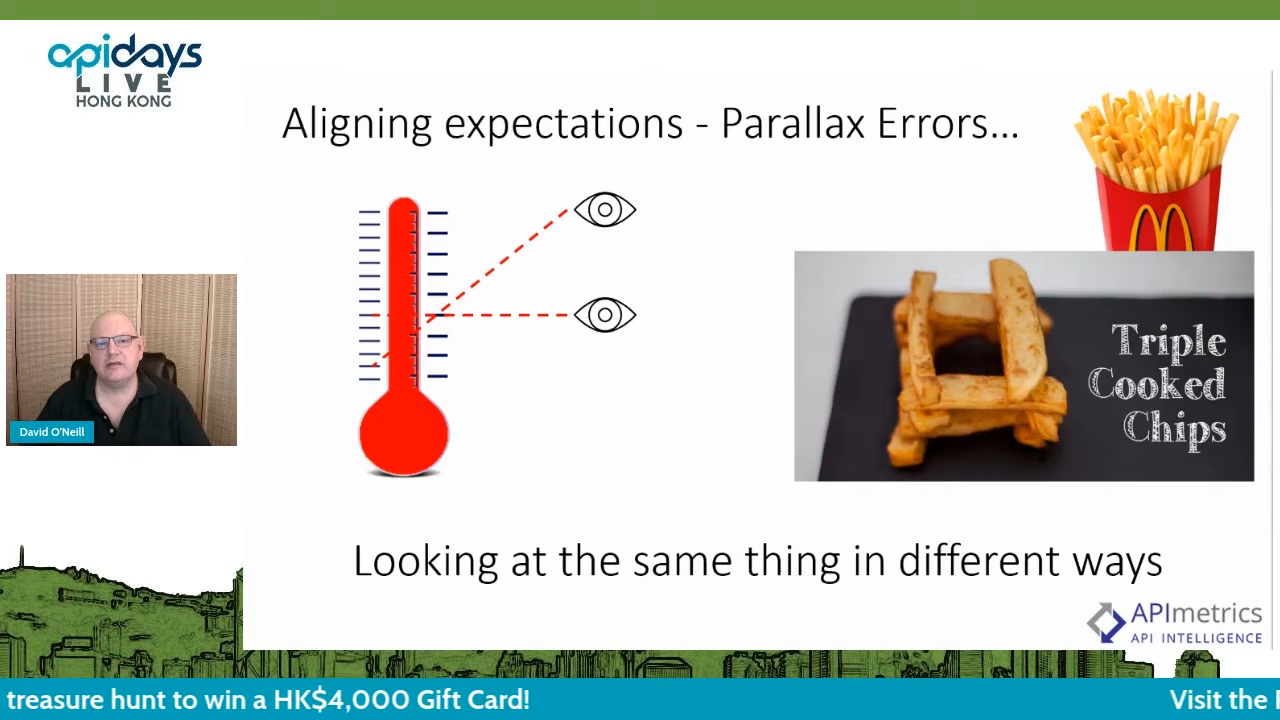 apidays
LIVE
HONG KONG
Aligning expectations - Parallax Errors...
David O'Neill
Triple
Cooked
Chips
Looking at the same thing in different ways
APImetrics
API INTELLIGENCE
treasure hunt to win a HK$4,000 Gift Card!
Visit the